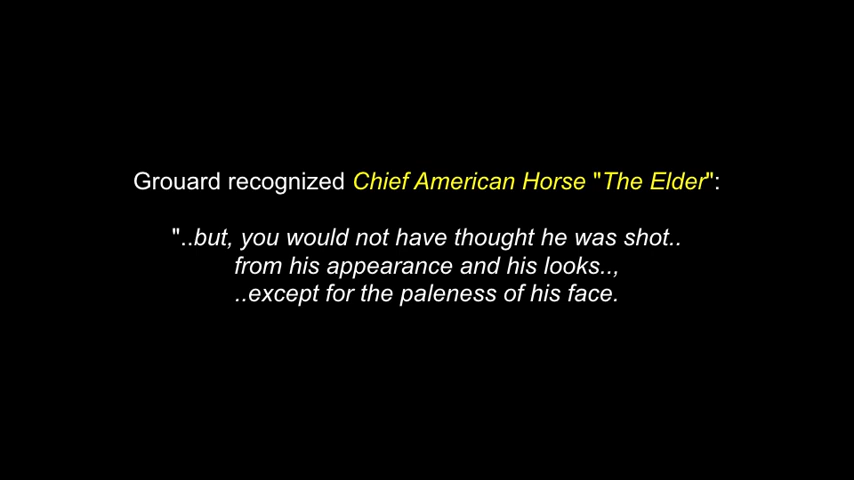 Grouard recognized Chief American Horse "The Elder":
"..but, you would not have thought he was shot..
from his appearance and his looks..,
..except for the paleness of his face.